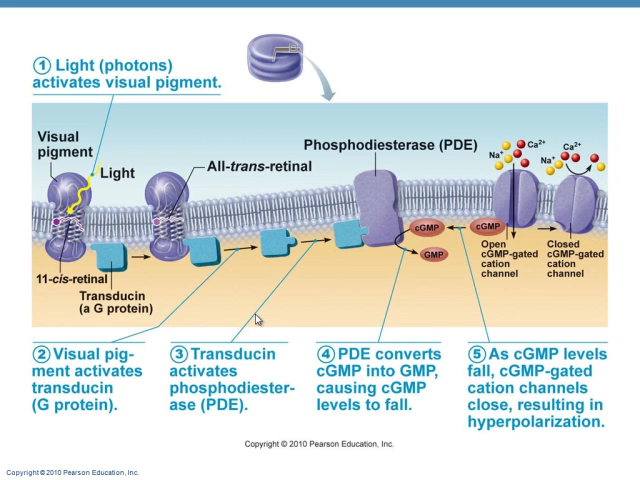 ① Light (photons)
activates visual pigment.
Visual
pigment
Light
All-trans-retinal
Phosphodiesterase (PDE)
Na⁺
Ca²⁺
Na⁺
Ca²⁺
11-cis-retinal
Transducin
(a G protein)
cGMP
GMP
cGMP
Open
cGMP-gated
cation
channel
Closed
cGMP-gated
cation
channel
② Visual pig-
ment activates
transducin
(G protein).
③ Transducin
activates
phosphodiester-
ase (PDE).
④ PDE converts
cGMP into GMP,
causing cGMP
levels to fall.
⑤ As cGMP levels
fall, cGMP-gated
cation channels
close, resulting in
hyperpolarization.
Copyright © 2010 Pearson Education, Inc.
Copyright © 2010 Pearson Education, Inc.